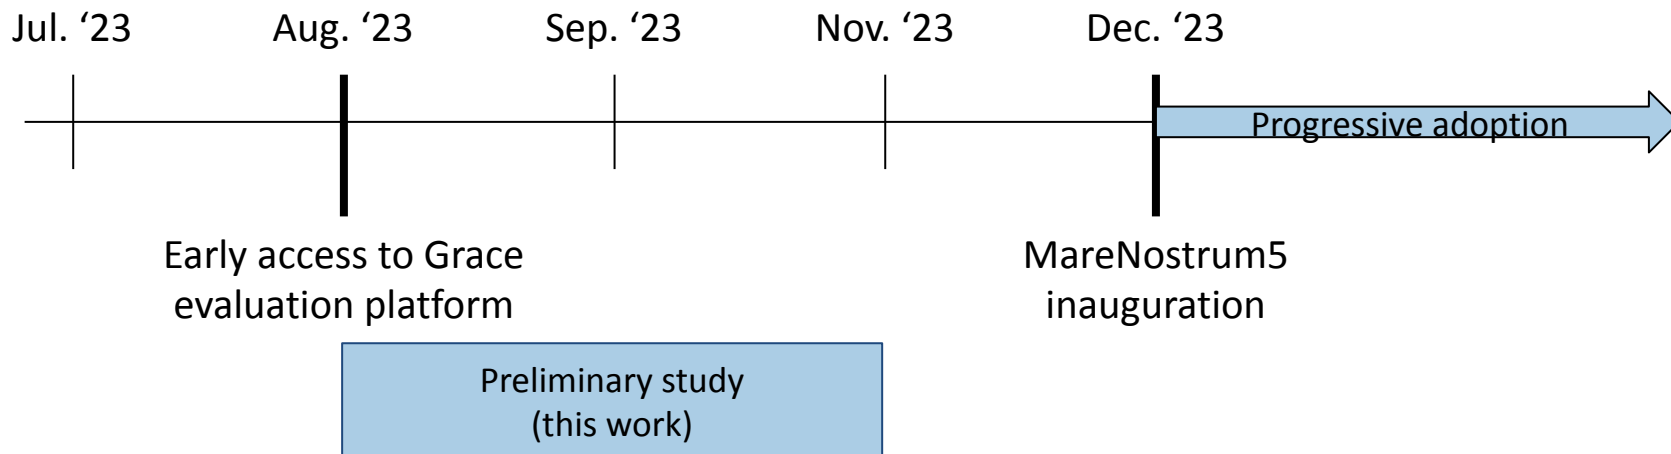 Jul. ‘23
Aug. ‘23
Sep. ‘23
Nov. ‘23
Dec. ‘23
Progressive adoption
Early access to Grace
evaluation platform
MareNostrum5
inauguration
Preliminary study
(this work)